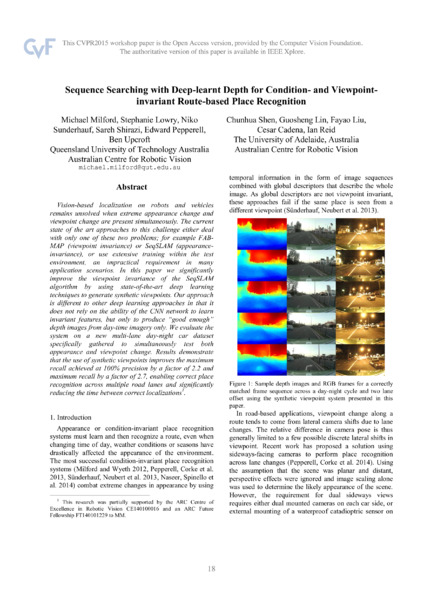 CVF
This CVPR2015 workshop paper is the Open Access version, provided by the Computer Vision Foundation.
The authoritative version of this paper is available in IEEE Xplore.
Sequence Searching with Deep-learnt Depth for Condition- and Viewpoint-
invariant Route-based Place Recognition
Michael Milford, Stephanie Lowry, Niko
Sunderhauf, Sareh Shirazi, Edward Pepperell,
Ben Upcroft
Queensland University of Technology Australia
Australian Centre for Robotic Vision
michael.milford@qut.edu.au
Chunhua Shen, Guosheng Lin, Fayao Liu,
Cesar Cadena, Ian Reid
The University of Adelaide, Australia
Australian Centre for Robotic Vision
Abstract
Vision-based localization on robots and vehicles
remains unsolved when extreme appearance change and
viewpoint change are present simultaneously. The current
state of the art approaches to this challenge either deal
with only one of these two problems; for example FAB-
MAP (viewpoint invariance) or SeqSLAM (appearance-
invariance), or use extensive training within the test
environment, an impractical requirement in many
application scenarios. In this paper we significantly
improve the viewpoint invariance of the SeqSLAM
algorithm by using state-of-the-art deep learning
techniques to generate synthetic viewpoints. Our approach
is different to other deep learning approaches in that it
does not rely on the ability of the CNN network to learn
invariant features, but only to produce "good enough"
depth images from day-time imagery only. We evaluate the
system on a new multi-lane day-night car dataset
specifically gathered to simultaneously test both
appearance and viewpoint change. Results demonstrate
that the use of synthetic viewpoints improves the maximum
recall achieved at 100% precision by a factor of 2.2 and
maximum recall by a factor of 2.7, enabling correct place
recognition across multiple road lanes and significantly
reducing the time between correct localizations¹.
1. Introduction
Appearance or condition-invariant place recognition
systems must learn and then recognize a route, even when
changing time of day, weather conditions or seasons have
drastically affected the appearance of the environment.
The most successful condition-invariant place recognition
systems (Milford and Wyeth 2012, Pepperell, Corke et al.
2013, Sünderhauf, Neubert et al. 2013, Naseer, Spinello et
al. 2014) combat extreme changes in appearance by using
¹ This research was partially supported by the ARC Centre of
Excellence in Robotic Vision CE140100016 and an ARC Future
Fellowship FT140101229 to MM.
temporal information in the form of image sequences
combined with global descriptors that describe the whole
image. As global descriptors are not viewpoint invariant,
these approaches fail if the same place is seen from a
different viewpoint (Sünderhauf, Neubert et al. 2013).
Figure 1: Sample depth images and RGB frames for a correctly
matched frame sequence across a day-night cycle and two lane
offset using the synthetic viewpoint system presented in this
paper.
In road-based applications, viewpoint change along a
route tends to come from lateral camera shifts due to lane
changes. The relative difference in camera pose is thus
generally limited to a few possible discrete lateral shifts in
viewpoint. Recent work has proposed a solution using
sideways-facing cameras to perform place recognition
across lane changes (Pepperell, Corke et al. 2014). Using
the assumption that the scene was planar and distant,
perspective effects were ignored and image scaling alone
was used to determine the likely appearance of the scene.
However, the requirement for dual sideways views
requires either dual mounted cameras on each car side, or
external mounting of a waterproof catadioptric sensor on
18